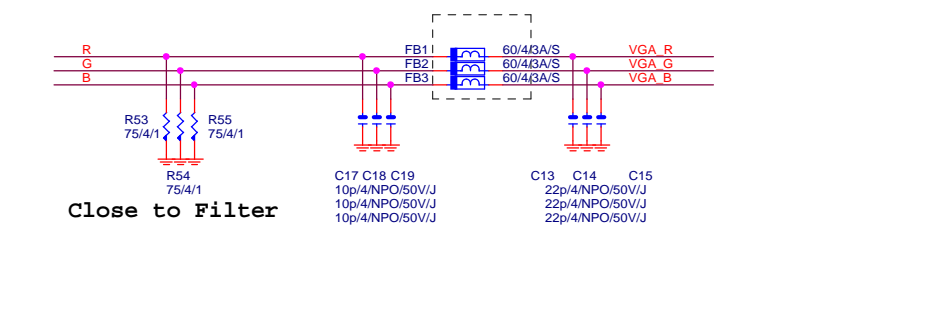 R FB1 60/4/3A/S VGA_R
G FB2 60/4/3A/S VGA_G
B FB3 60/4/3A/S VGA_B
R53 R55
75/4/1 75/4/1
R54 C17 C18 C19 C13 C14 C15
75/4/1 10p/4/NPO/50V/J 22p/4/NPO/50V/J
10p/4/NPO/50V/J 22p/4/NPO/50V/J
Close to Filter 10p/4/NPO/50V/J 22p/4/NPO/50V/J